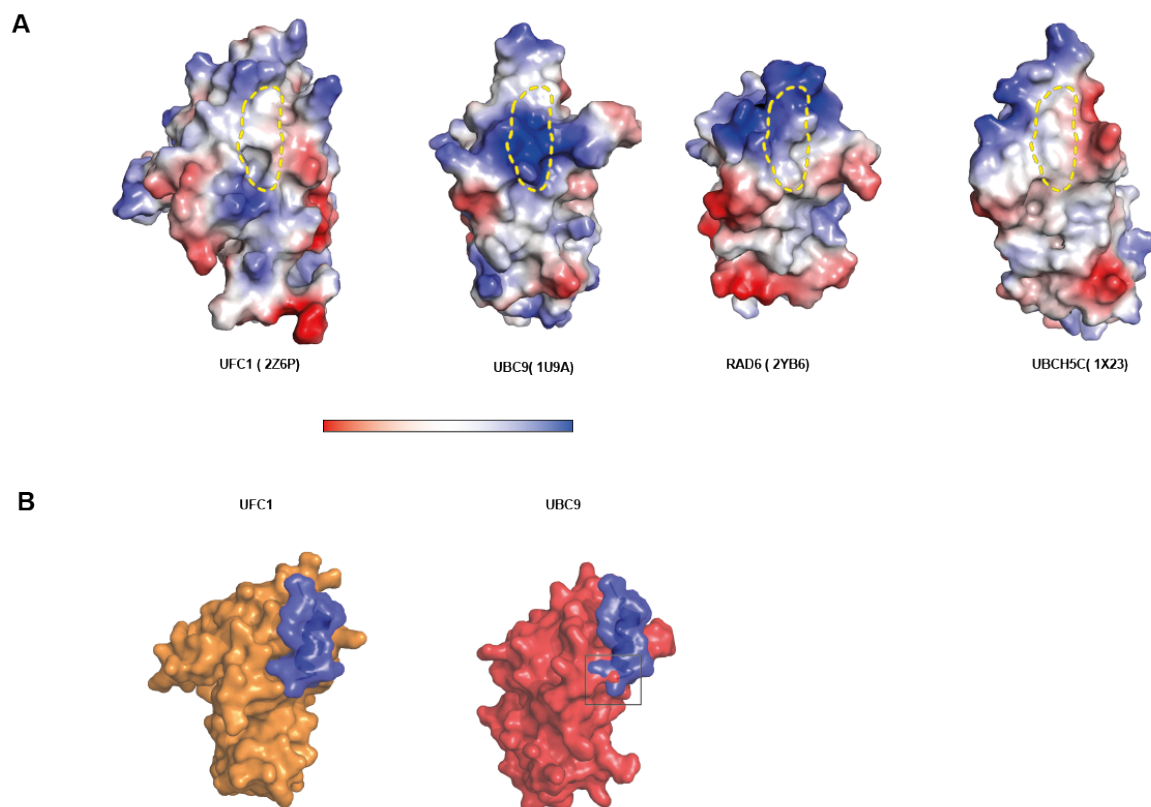 A
UFC1 ( 2Z6P)
UBC9( 1U9A)
RAD6 ( 2YB6)
UBCH5C( 1X23)
B
UFC1
UBC9